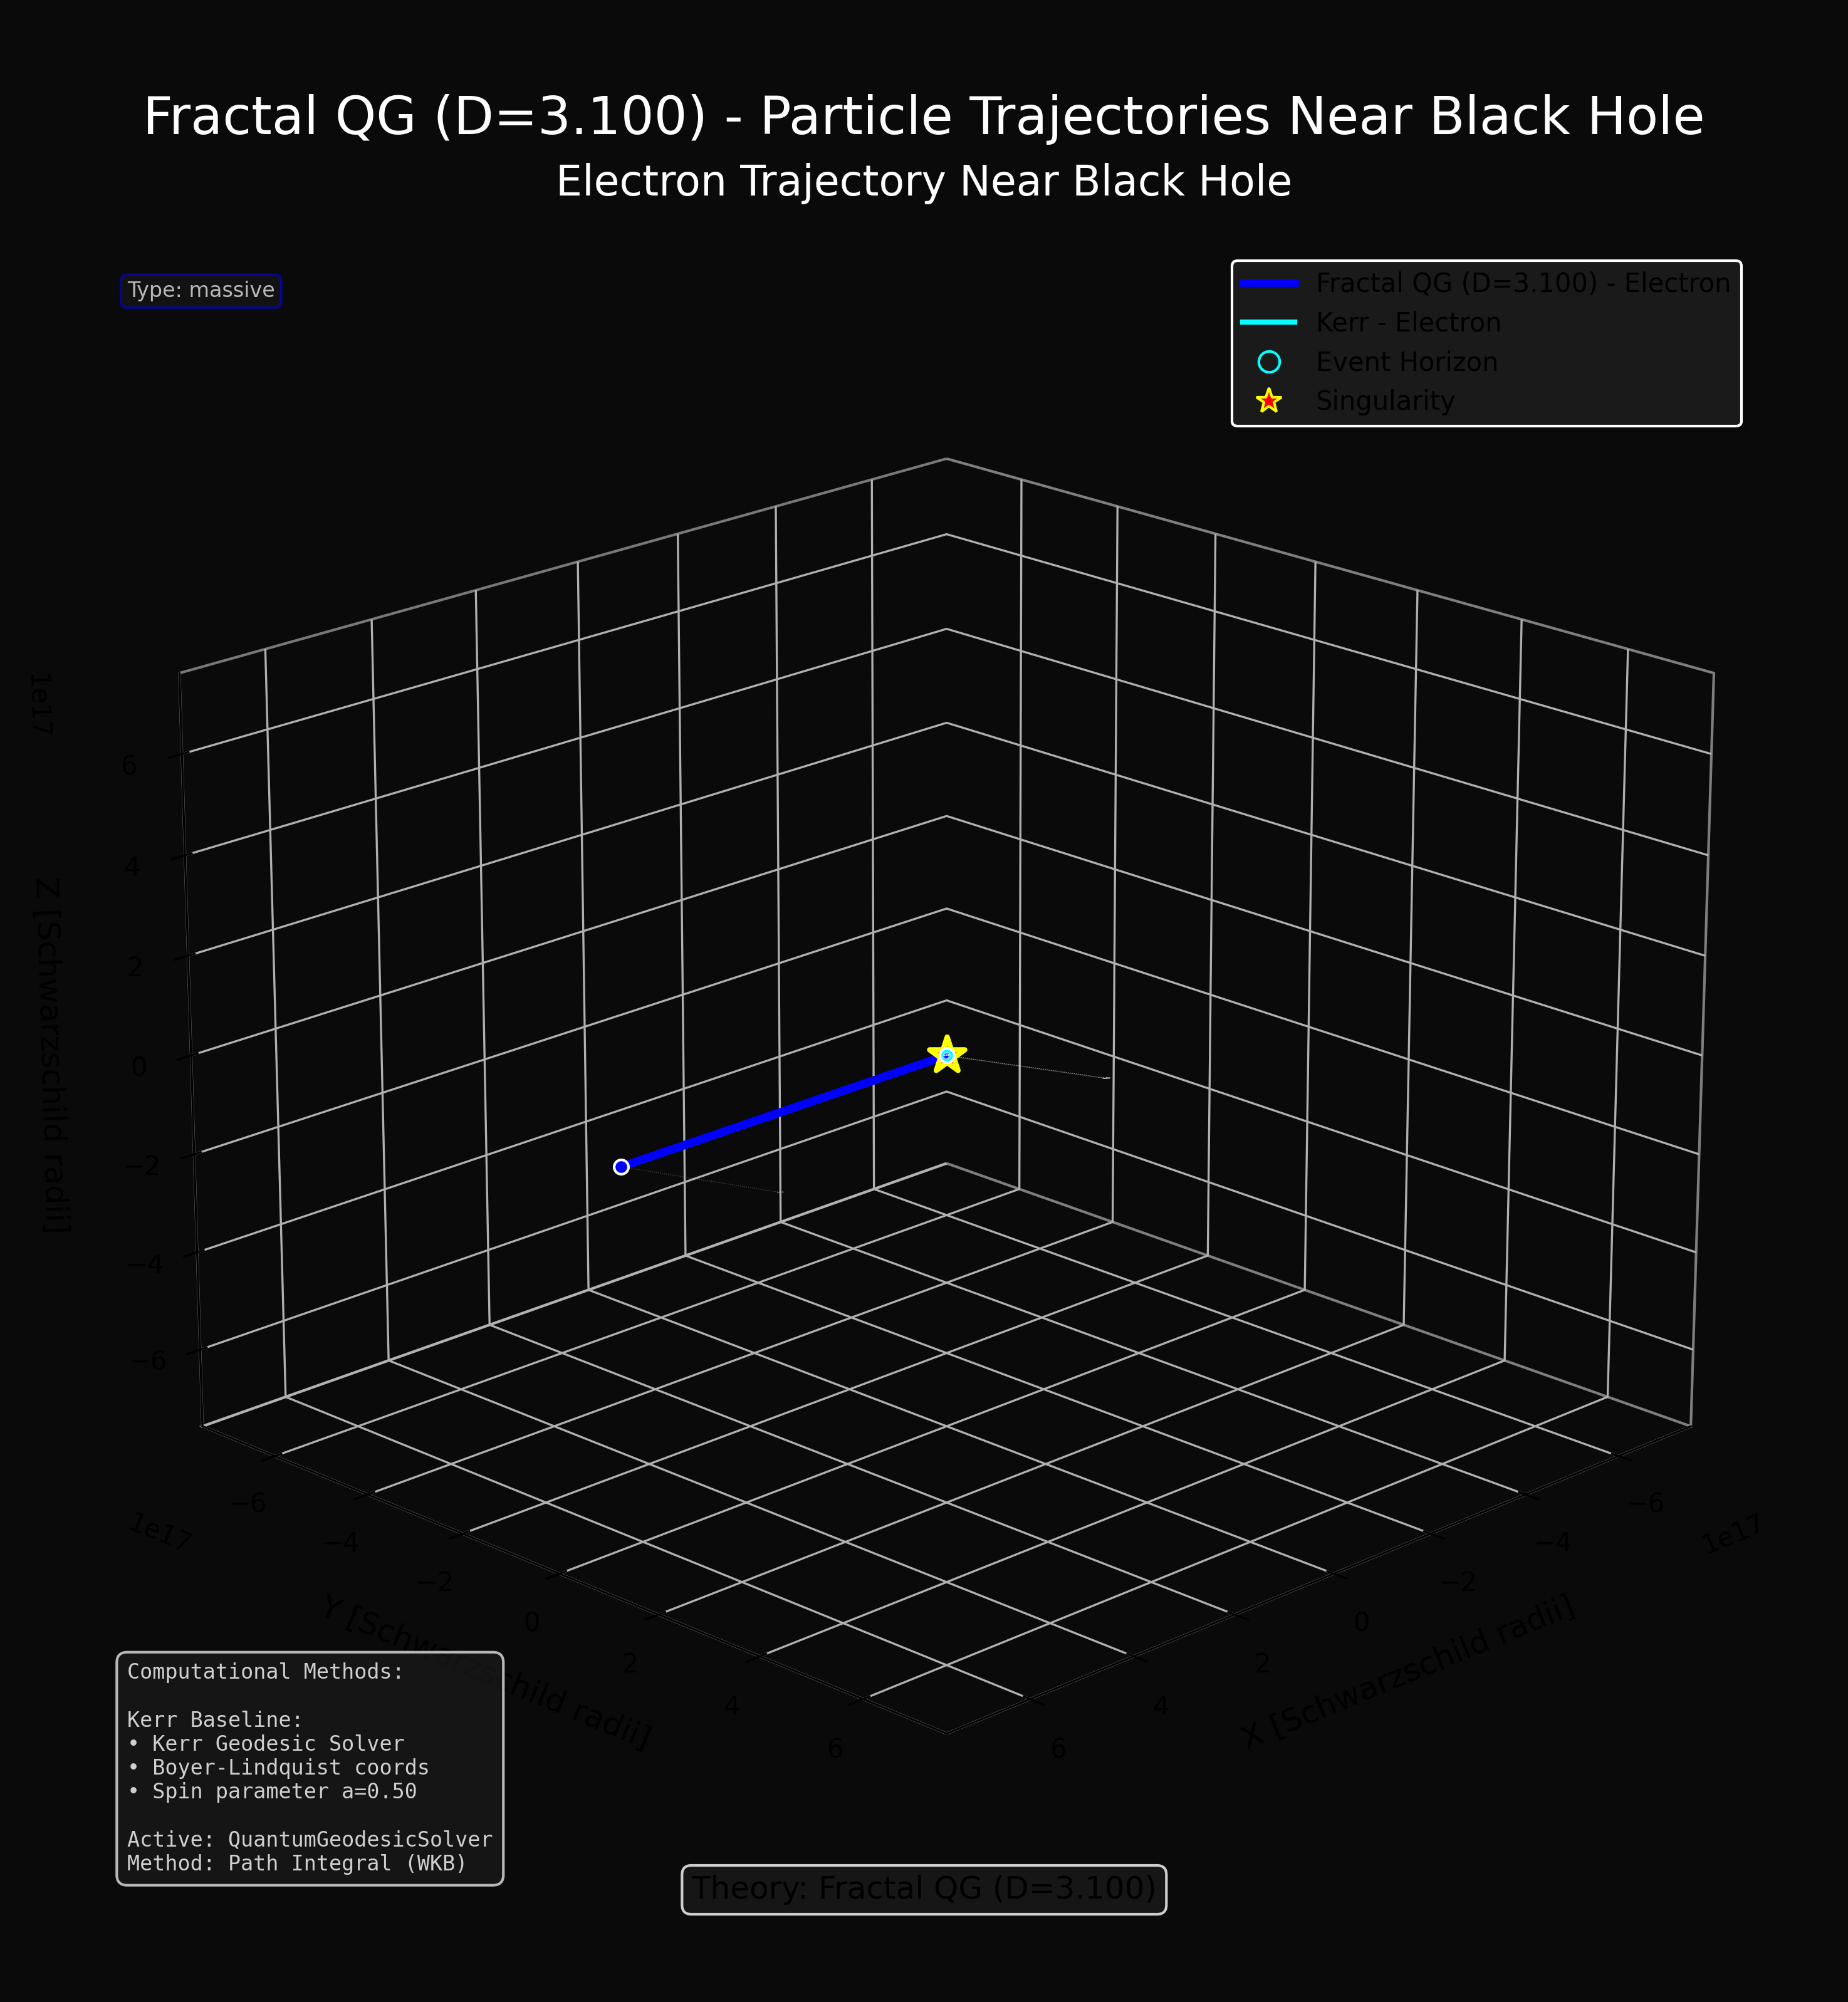 Fractal QG (D=3.100) - Particle Trajectories Near Black Hole
Electron Trajectory Near Black Hole
Type: massive
Fractal QG (D=3.100) - Electron
Kerr - Electron
Event Horizon
Singularity
1e17
6
4
2
0
−2
−4
−6
Z [Schwarzschild radii]
1e17
−6
−4
−2
0
2
4
6
Y [Schwarzschild radii]
1e17
−6
−4
−2
0
2
4
6
X [Schwarzschild radii]
Computational Methods:
Kerr Baseline:
• Kerr Geodesic Solver
• Boyer-Lindquist coords
• Spin parameter a=0.50
Active: QuantumGeodesicSolver
Method: Path Integral (WKB)
Theory: Fractal QG (D=3.100)